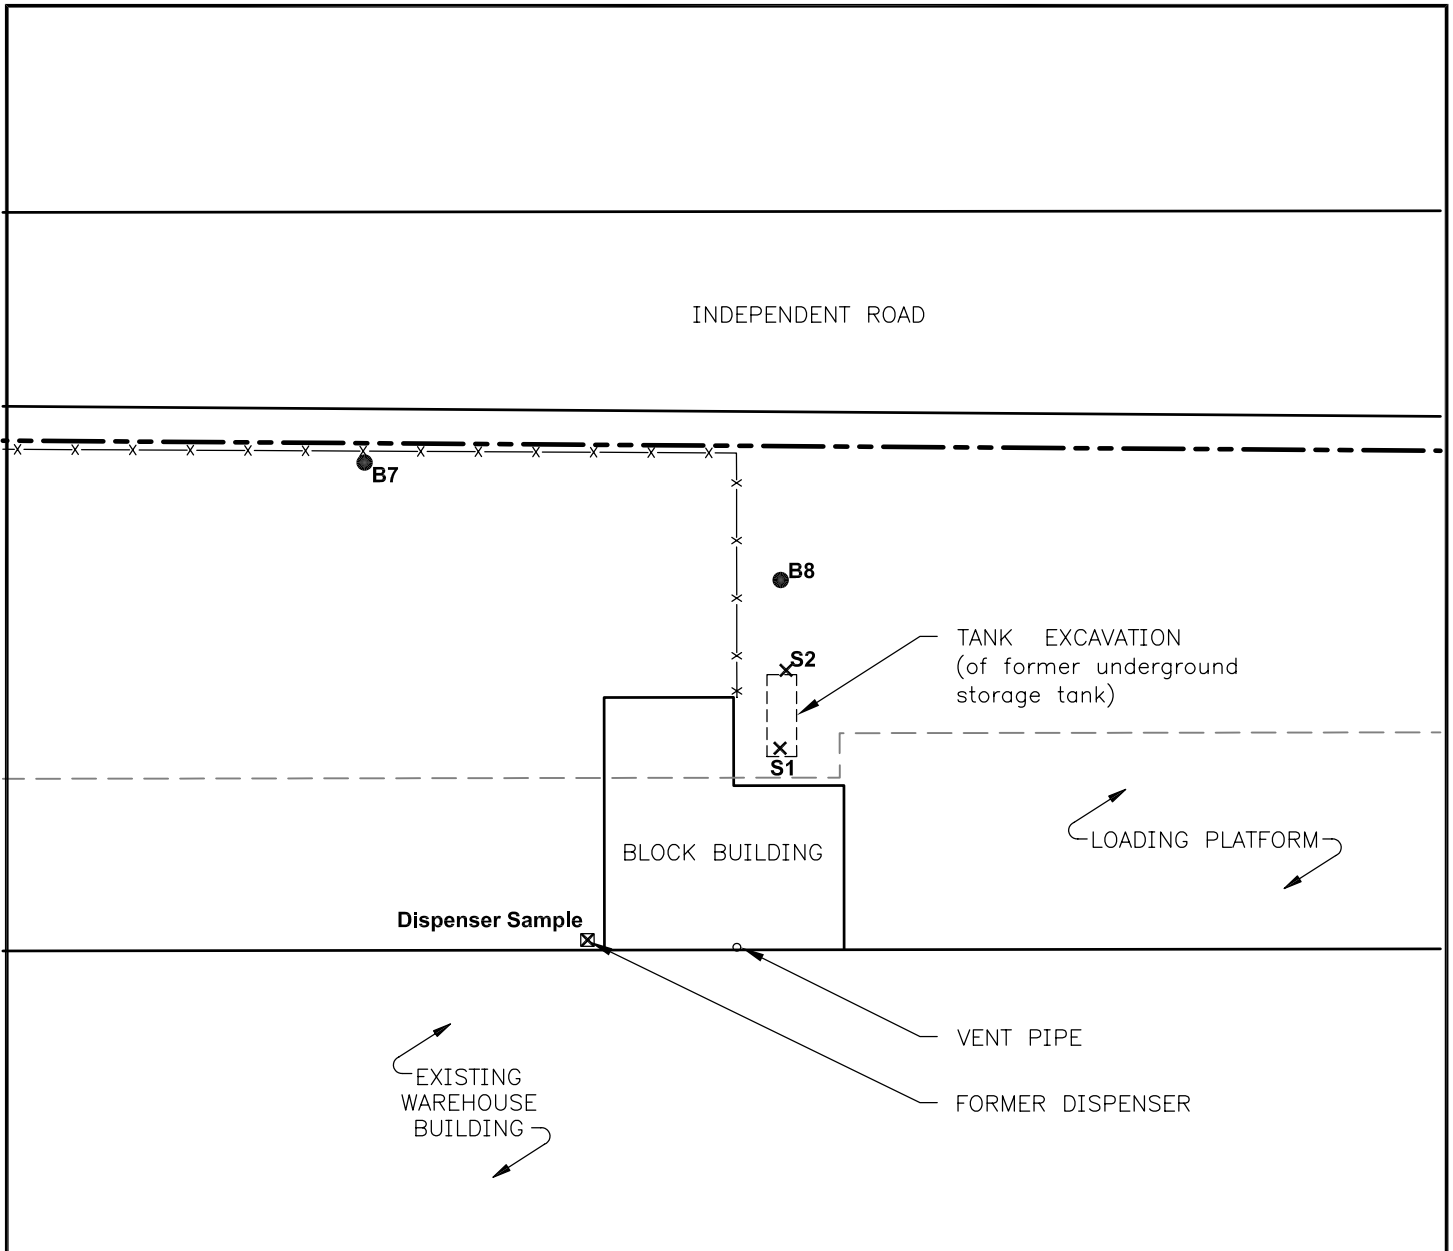 INDEPENDENT ROAD
B7
B8
S2
TANK EXCAVATION
(of former underground
storage tank)
S1
BLOCK BUILDING
LOADING PLATFORM
Dispenser Sample
VENT PIPE
EXISTING
WAREHOUSE
BUILDING
FORMER DISPENSER